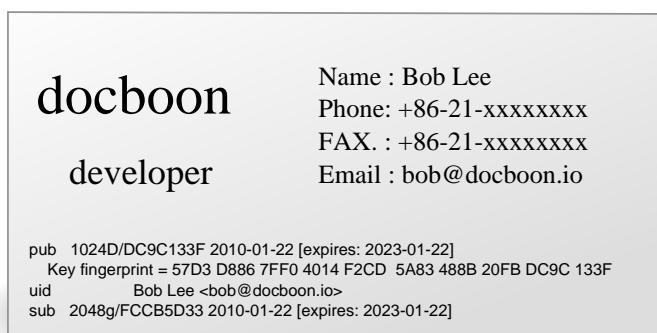 docboon
developer
Name : Bob Lee
Phone: +86-21-xxxxxxxx
FAX. : +86-21-xxxxxxxx
Email : bob@docboon.io
pub 1024D/DC9C133F 2010-01-22 [expires: 2023-01-22]
Key fingerprint = 57D3 D886 7FF0 4014 F2CD 5A83 488B 20FB DC9C 133F
uid Bob Lee <bob@docboon.io>
sub 2048g/FCCB5D33 2010-01-22 [expires: 2023-01-22]